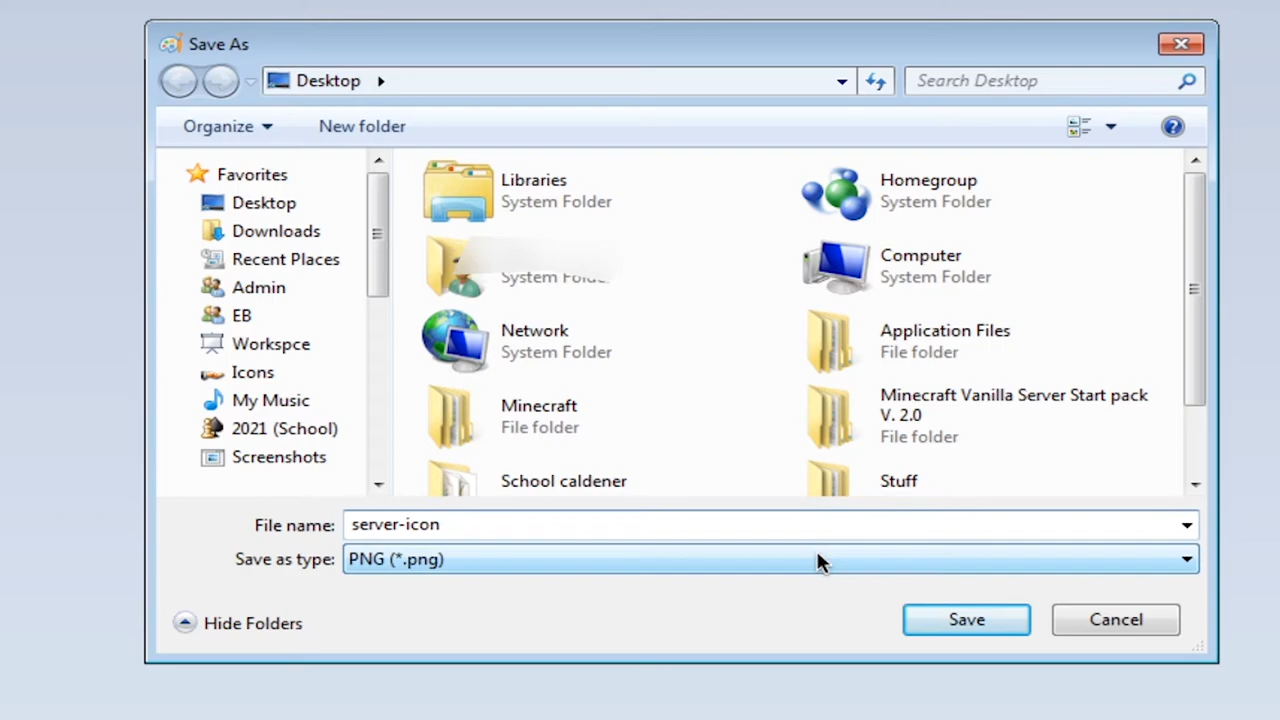 Save As
Desktop
Search Desktop
Organize
New folder
Favorites
Desktop
Downloads
Recent Places
Admin
EB
Workspce
Icons
My Music
2021 (School)
Screenshots
Libraries
System Folder
Homegroup
System Folder
System Folder
Computer
System Folder
Network
System Folder
Application Files
File folder
Minecraft
File folder
Minecraft Vanilla Server Start pack
V. 2.0
File folder
School caldener
Stuff
File name: server-icon
Save as type: PNG (*.png)
Hide Folders
Save
Cancel